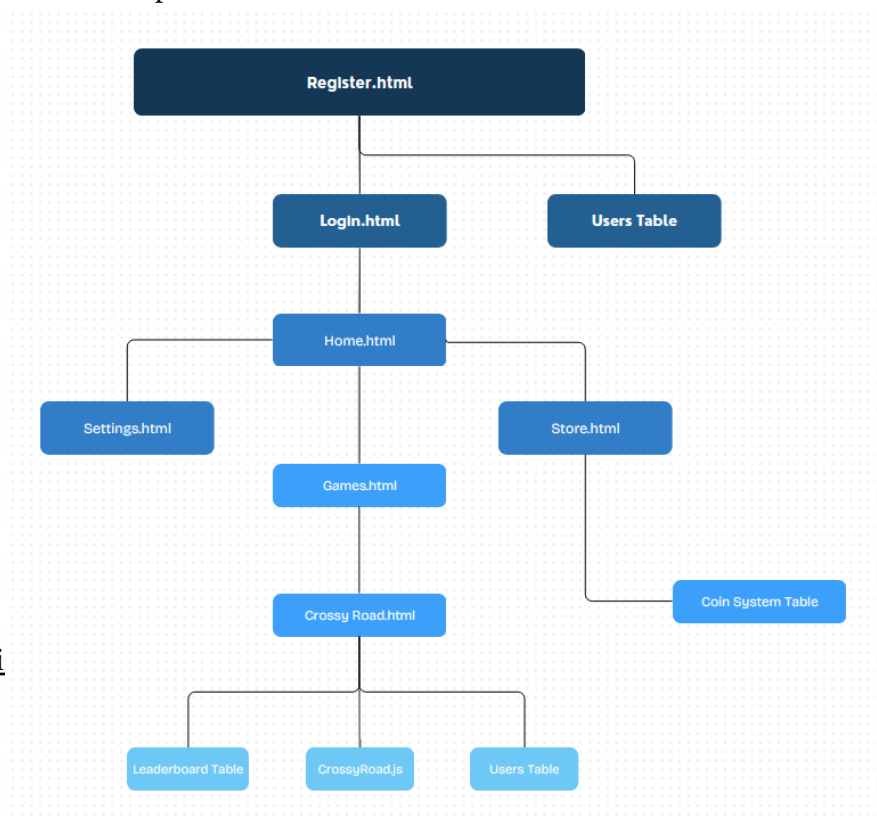 Register.html
Login.html
Users Table
Home.html
Settings.html
Store.html
Games.html
Coin System Table
Crossy Road.html
i
Leaderboard Table
CrossyRoad.js
Users Table